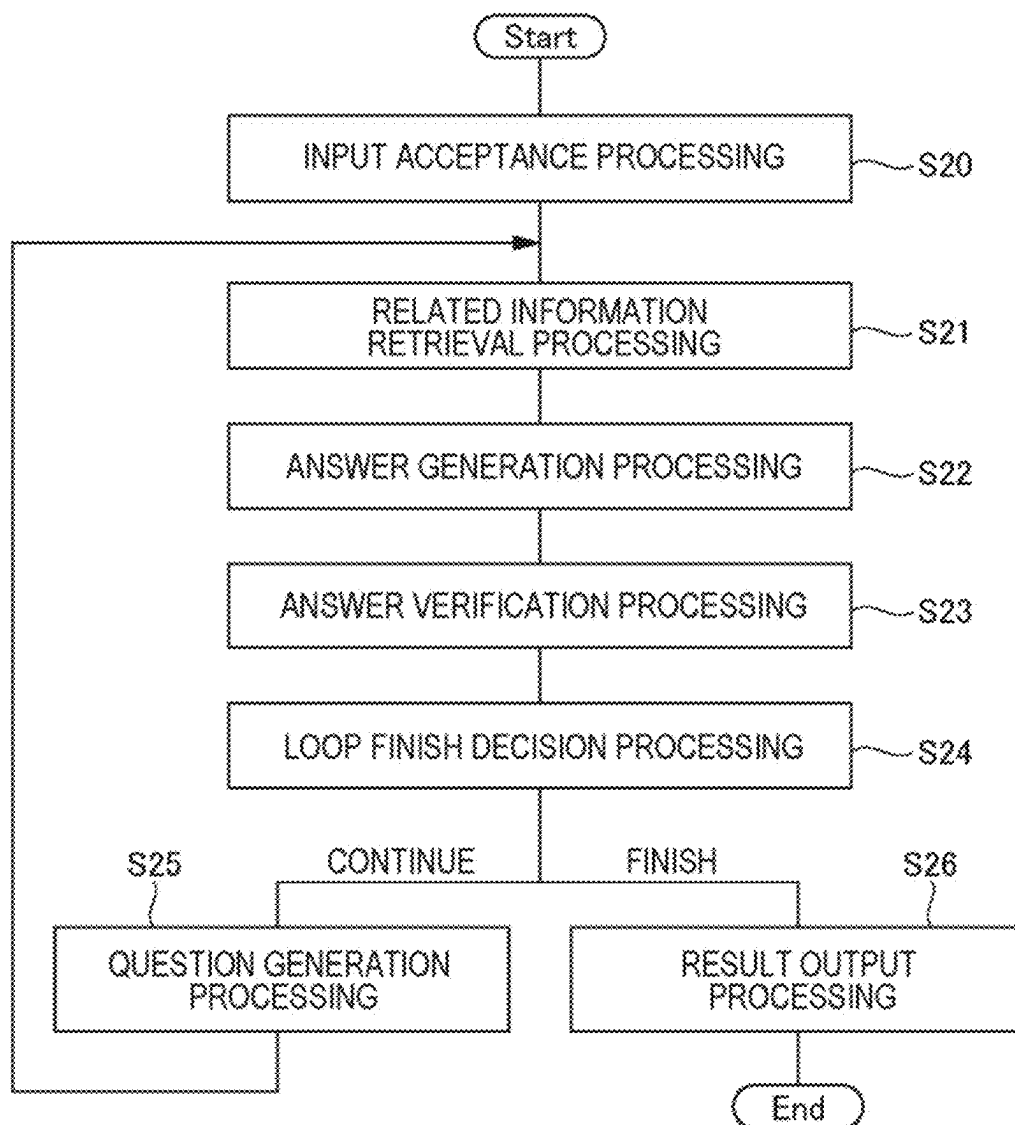 Start
INPUT ACCEPTANCE PROCESSING
S20
RELATED INFORMATION
RETRIEVAL PROCESSING
S21
ANSWER GENERATION PROCESSING
S22
ANSWER VERIFICATION PROCESSING
S23
LOOP FINISH DECISION PROCESSING
S24
CONTINUE
FINISH
S25
QUESTION GENERATION
PROCESSING
S26
RESULT OUTPUT
PROCESSING
End